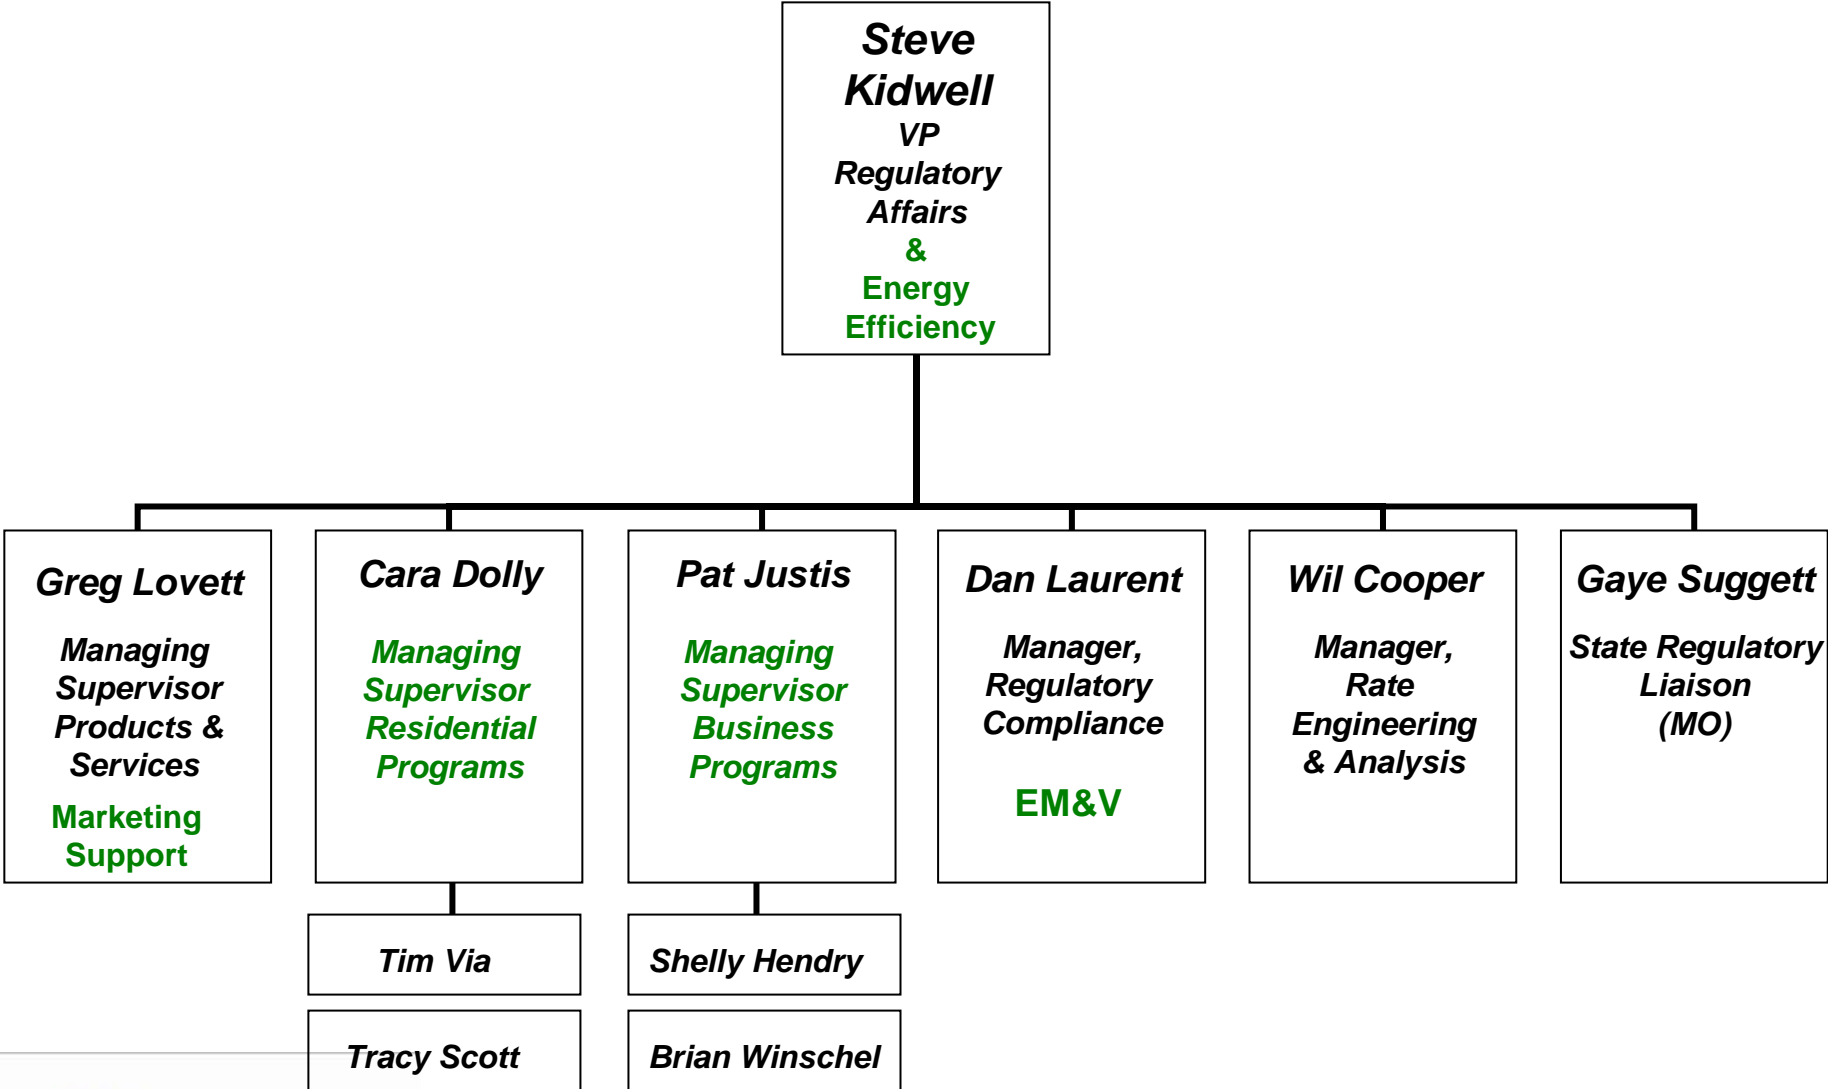 Steve
Kidwell
VP
Regulatory
Affairs
&
Energy
Efficiency
Greg Lovett
Managing
Supervisor
Products &
Services
Marketing
Support
Cara Dolly
Managing
Supervisor
Residential
Programs
Pat Justis
Managing
Supervisor
Business
Programs
Dan Laurent
Manager,
Regulatory
Compliance
EM&V
Wil Cooper
Manager,
Rate
Engineering
& Analysis
Gaye Suggett
State Regulatory
Liaison
(MO)
Tim Via
Shelly Hendry
Tracy Scott
Brian Winschel